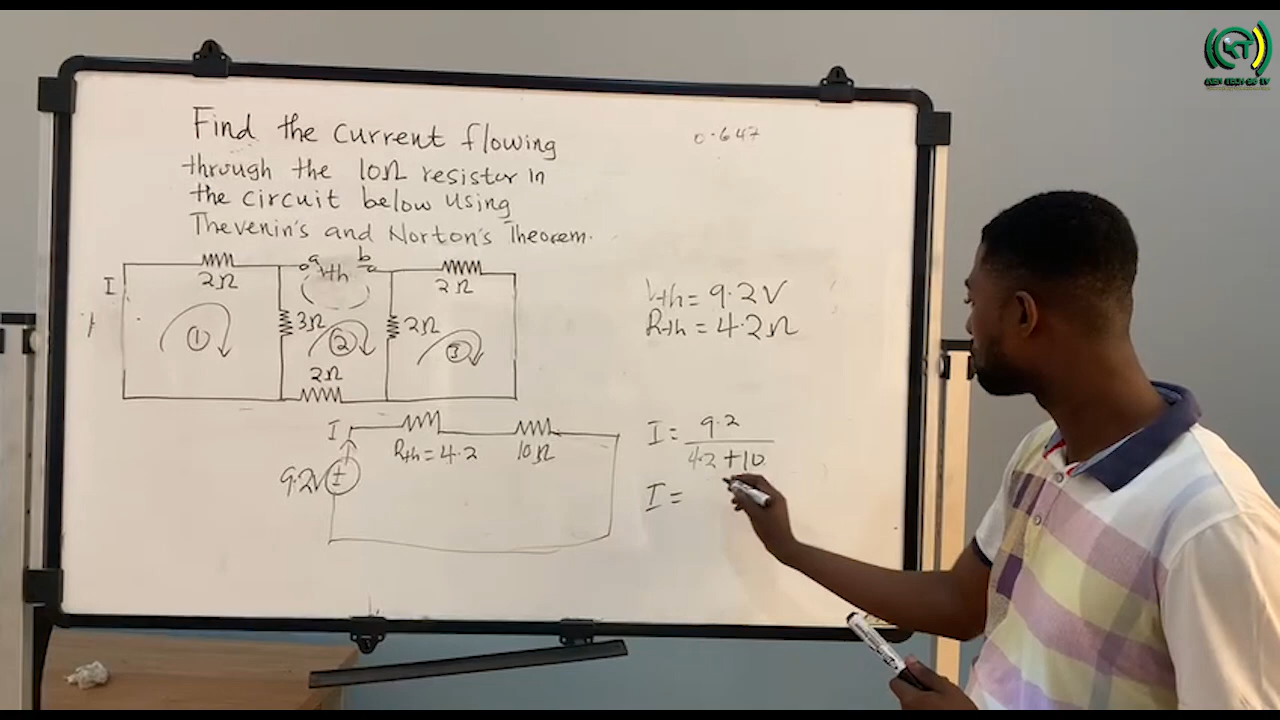 Find the current flowing
through the 10Ω resistor in
the circuit below using
Thevenin's and Norton's Theorem.
0.647
I
2Ω
a
Vth
b
2Ω
3Ω
2Ω
1
2
3
2Ω
Vth = 9.2V
Rth = 4.2Ω
I
Rth = 4.2
10Ω
9.2V
I = 9.2
4.2 + 10
I =